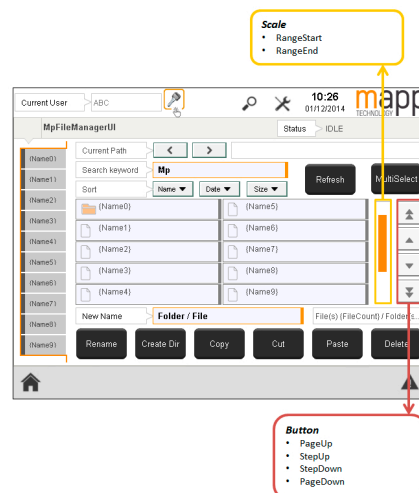 Scale
• RangeStart
• RangeEnd
Current User ABC 10:26 01/12/2014 mapp TECHNOLOGY
MpFileManagerUI Status IDLE
Current Path < >
Search keyword Mp
Sort Name ▼ Date ▼ Size ▼
Refresh MultiSelect
(Name0)
(Name1)
(Name2)
(Name3)
(Name4)
(Name5)
(Name6)
(Name7)
(Name8)
(Name9)
(Name0) (Name5)
(Name1) (Name6)
(Name2) (Name7)
(Name3) (Name8)
(Name4) (Name9)
New Name Folder / File File(s) (FileCount) / Folders...
Rename Create Dir Copy Cut Paste Delete
Button
• PageUp
• StepUp
• StepDown
• PageDown